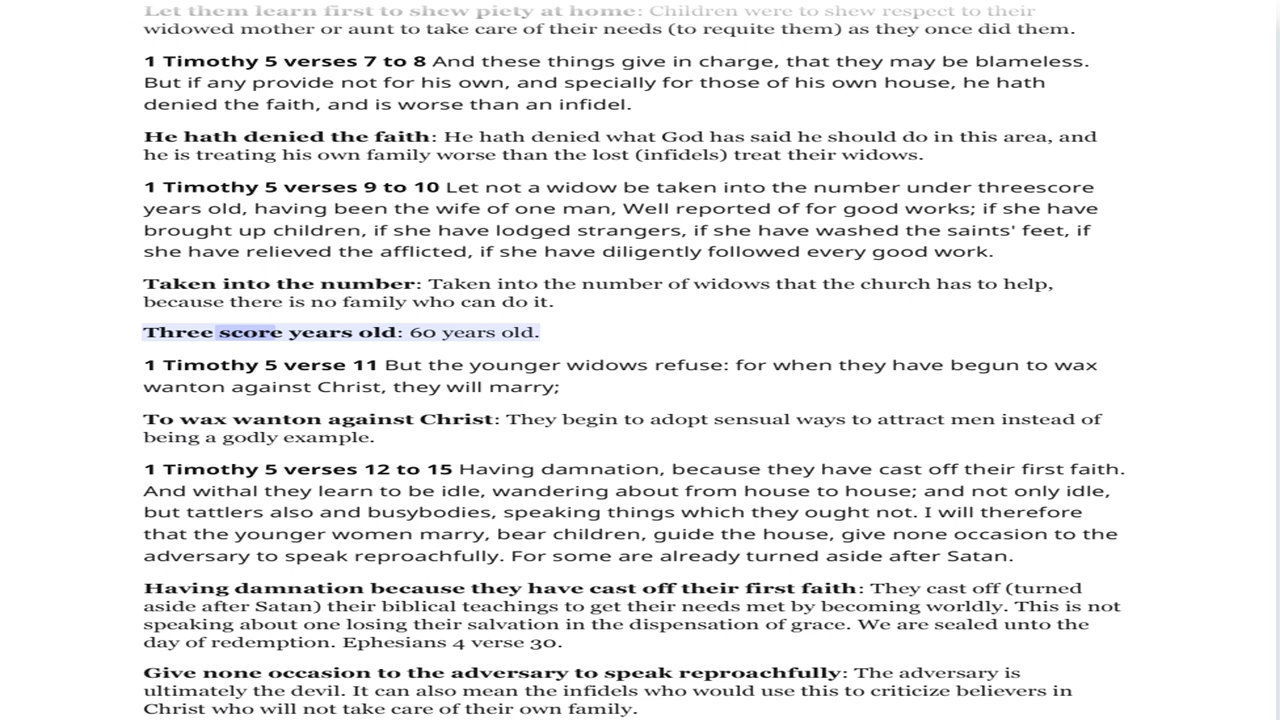 Let them learn first to shew piety at home: Children were to shew respect to their
widowed mother or aunt to take care of their needs (to requite them) as they once did them.
1 Timothy 5 verses 7 to 8 And these things give in charge, that they may be blameless.
But if any provide not for his own, and specially for those of his own house, he hath
denied the faith, and is worse than an infidel.
He hath denied the faith: He hath denied what God has said he should do in this area, and
he is treating his own family worse than the lost (infidels) treat their widows.
1 Timothy 5 verses 9 to 10 Let not a widow be taken into the number under threescore
years old, having been the wife of one man, Well reported of for good works; if she have
brought up children, if she have lodged strangers, if she have washed the saints' feet, if
she have relieved the afflicted, if she have diligently followed every good work.
Taken into the number: Taken into the number of widows that the church has to help,
because there is no family who can do it.
Three score years old: 60 years old.
1 Timothy 5 verse 11 But the younger widows refuse: for when they have begun to wax
wanton against Christ, they will marry;
To wax wanton against Christ: They begin to adopt sensual ways to attract men instead of
being a godly example.
1 Timothy 5 verses 12 to 15 Having damnation, because they have cast off their first faith.
And withal they learn to be idle, wandering about from house to house; and not only idle,
but tattlers also and busybodies, speaking things which they ought not. I will therefore
that the younger women marry, bear children, guide the house, give none occasion to the
adversary to speak reproachfully. For some are already turned aside after Satan.
Having damnation because they have cast off their first faith: They cast off (turned
aside after Satan) their biblical teachings to get their needs met by becoming worldly. This is not
speaking about one losing their salvation in the dispensation of grace. We are sealed unto the
day of redemption. Ephesians 4 verse 30.
Give none occasion to the adversary to speak reproachfully: The adversary is
ultimately the devil. It can also mean the infidels who would use this to criticize believers in
Christ who will not take care of their own family.